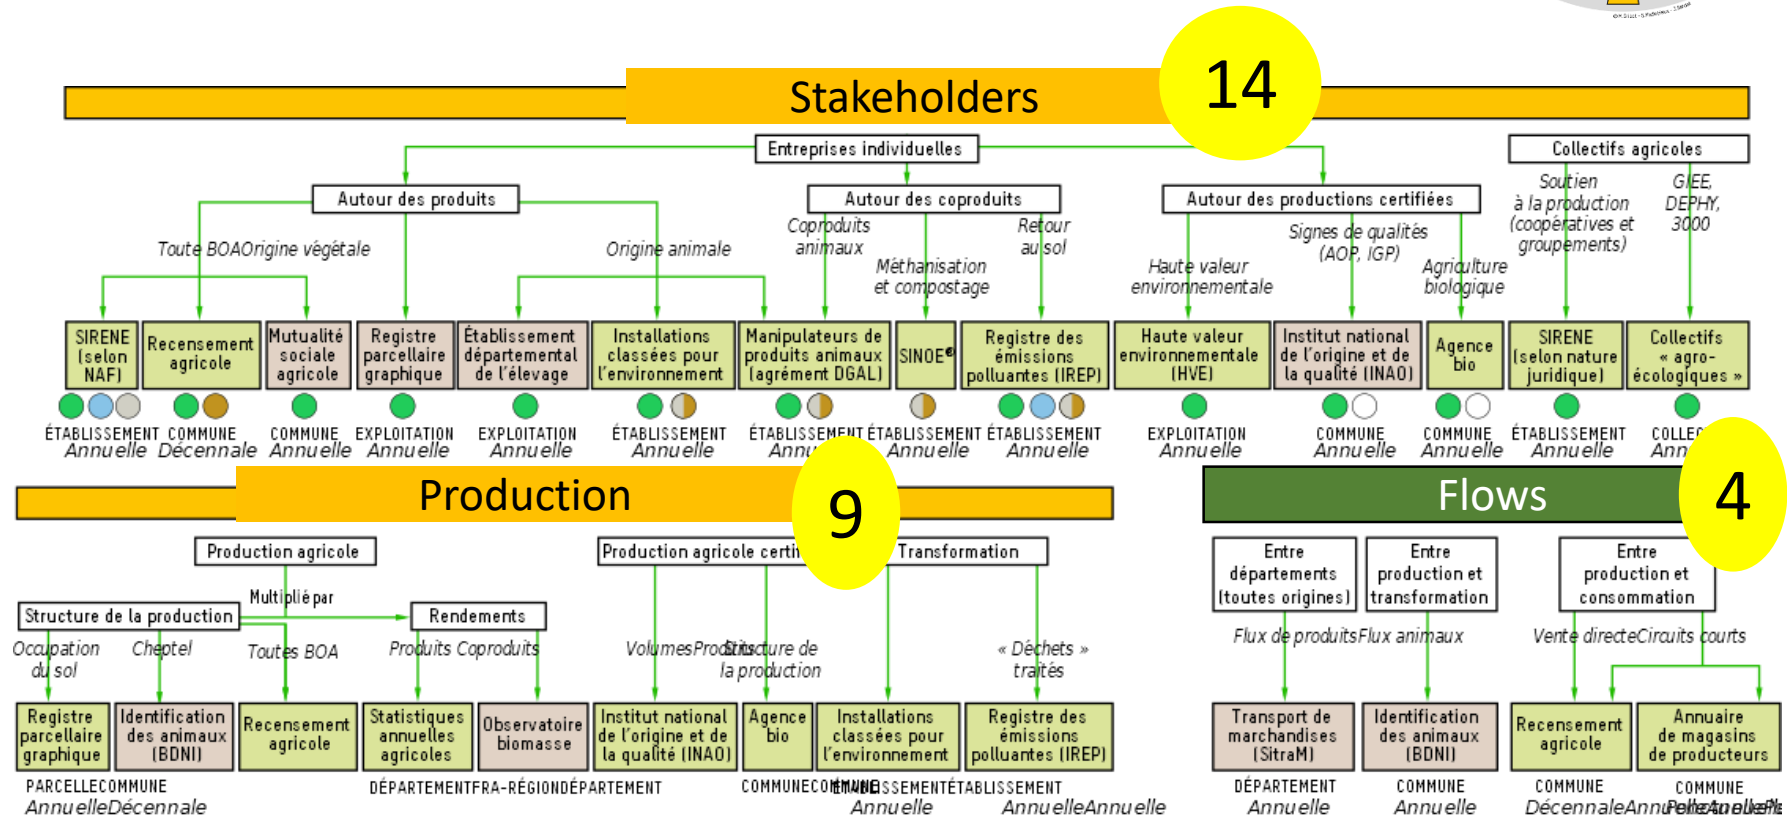 Stakeholders
14
Entreprises individuelles
Collectifs agricoles
Autour des produits
Autour des coproduits
Autour des productions certifiées
Soutien
à la production
(coopératives et
groupements)
GIEE,
DEPHY,
3000
Toute BOA
Origine végétale
Origine animale
Coproduits
animaux
Méthanisation
et compostage
Retour
au sol
Haute valeur
environnementale
Signes de qualités
(AOP, IGP)
Agriculture
biologique
SIRENE
(selon
NAF)
Recensement
agricole
Mutualité
sociale
agricole
Registre
parcellaire
graphique
Établissement
départemental
de l'élevage
Installations
classées pour
l'environnement
Manipulateurs de
produits animaux
(agrément DGAL)
SINOE®
Registre des
émissions
polluantes (IREP)
Haute valeur
environnementale
(HVE)
Institut national
de l'origine et de
la qualité (INAO)
Agence
bio
SIRENE
(selon nature
juridique)
Collectifs
« agro-
écologiques »
ÉTABLISSEMENT
Annuelle
COMMUNE
Décennale
COMMUNE
Annuelle
EXPLOITATION
Annuelle
EXPLOITATION
Annuelle
ÉTABLISSEMENT
Annuelle
ÉTABLISSEMENT
ÉTABLISSEMENT
Annuelle
ÉTABLISSEMENT
Annuelle
EXPLOITATION
Annuelle
COMMUNE
Annuelle
COMMUNE
Annuelle
ÉTABLISSEMENT
Annuelle
Production
9
Production agricole
Production agricole
Transformation
Multiplié par
Structure de la production
Rendements
Occupation
du sol
Cheptel
Toutes BOA
Produits
Coproduits
Volumes
Structure de
la production
« Déchets »
traités
Registre
parcellaire
graphique
Identification
des animaux
(BDNI)
Recensement
agricole
Statistiques
annuelles
agricoles
Observatoire
biomasse
Institut national
de l'origine et de
la qualité (INAO)
Agence
bio
Installations
classées pour
l'environnement
Registre des
émissions
polluantes (IREP)
PARCELLE
COMMUNE
DÉPARTEMENT
FRA-RÉGION
DÉPARTEMENT
COMMUNE
ÉTABLISSEMENT
Annuelle
Décennale
Annuelle
Annuelle
Annuelle
Flows
4
Entre
départements
(toutes origines)
Entre
production et
transformation
Entre
production et
consommation
Flux de produits
Flux animaux
Vente directe
Circuits courts
Transport de
marchandises
(SitraM)
Identification
des animaux
(BDNI)
Recensement
agricole
Annuaire
de magasins
de producteurs
DÉPARTEMENT
Annuelle
COMMUNE
Annuelle
COMMUNE
Décennale
COMMUNE